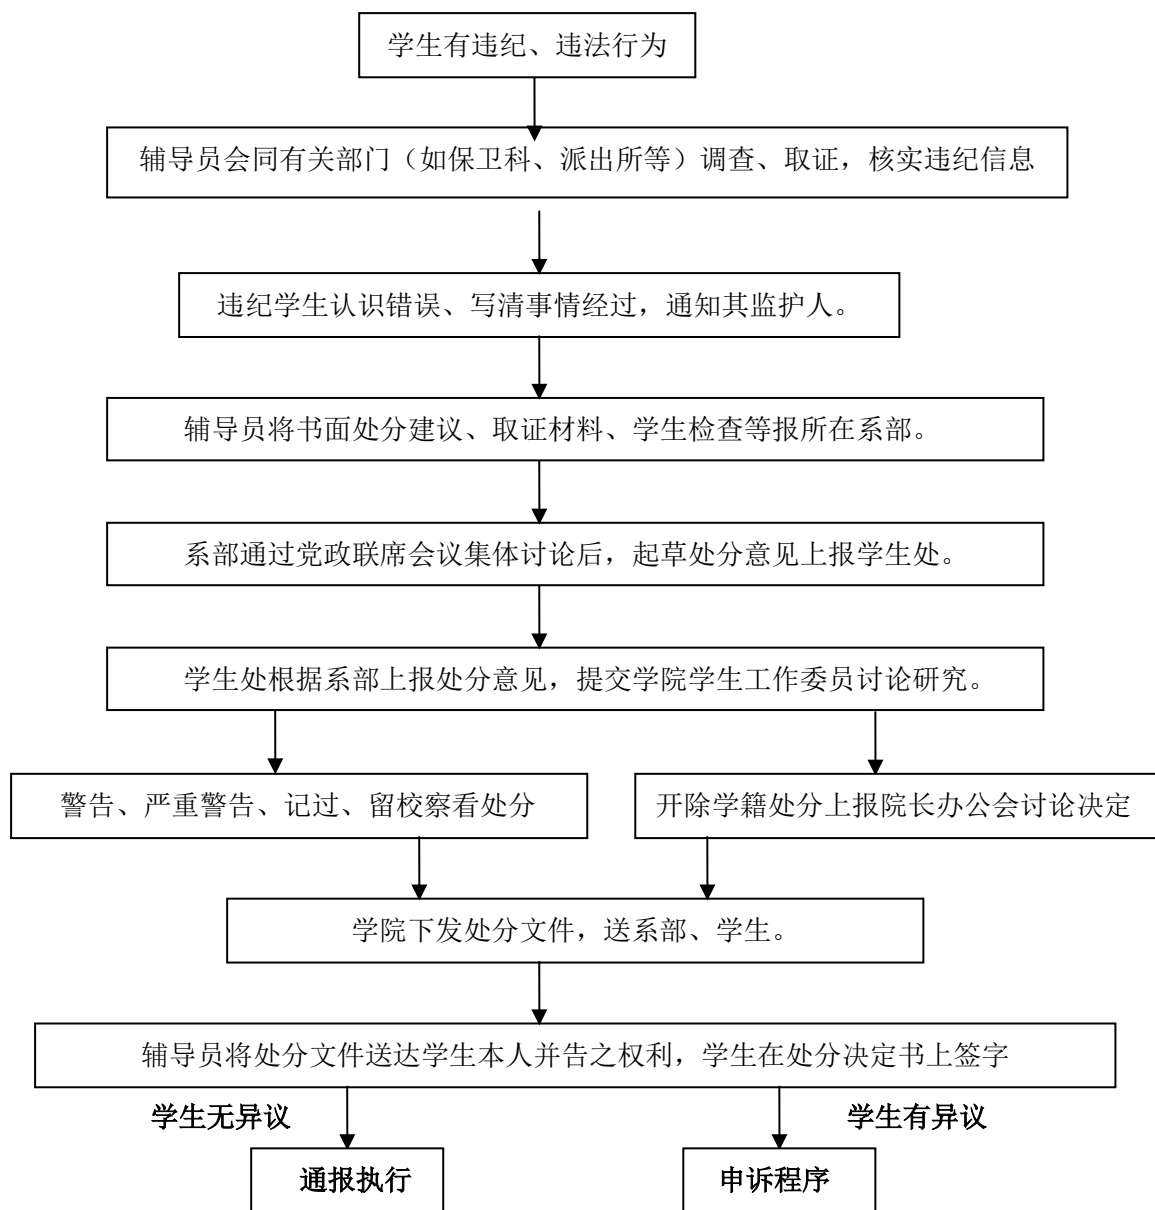 学生有违纪、违法行为
辅导员会同有关部门（如保卫科、派出所等）调查、取证，核实违纪信息
违纪学生认识错误、写清事情经过，通知其监护人。
辅导员将书面处分建议、取证材料、学生检查等报所在系部。
系部通过党政联席会议集体讨论后，起草处分意见上报学生处。
学生处根据系部上报处分意见，提交学院学生工作委员讨论研究。
警告、严重警告、记过、留校察看处分
开除学籍处分上报院长办公会讨论决定
学院下发处分文件，送系部、学生。
辅导员将处分文件送达学生本人并告之权利，学生在处分决定书上签字
学生无异议
学生有异议
通报执行
申诉程序